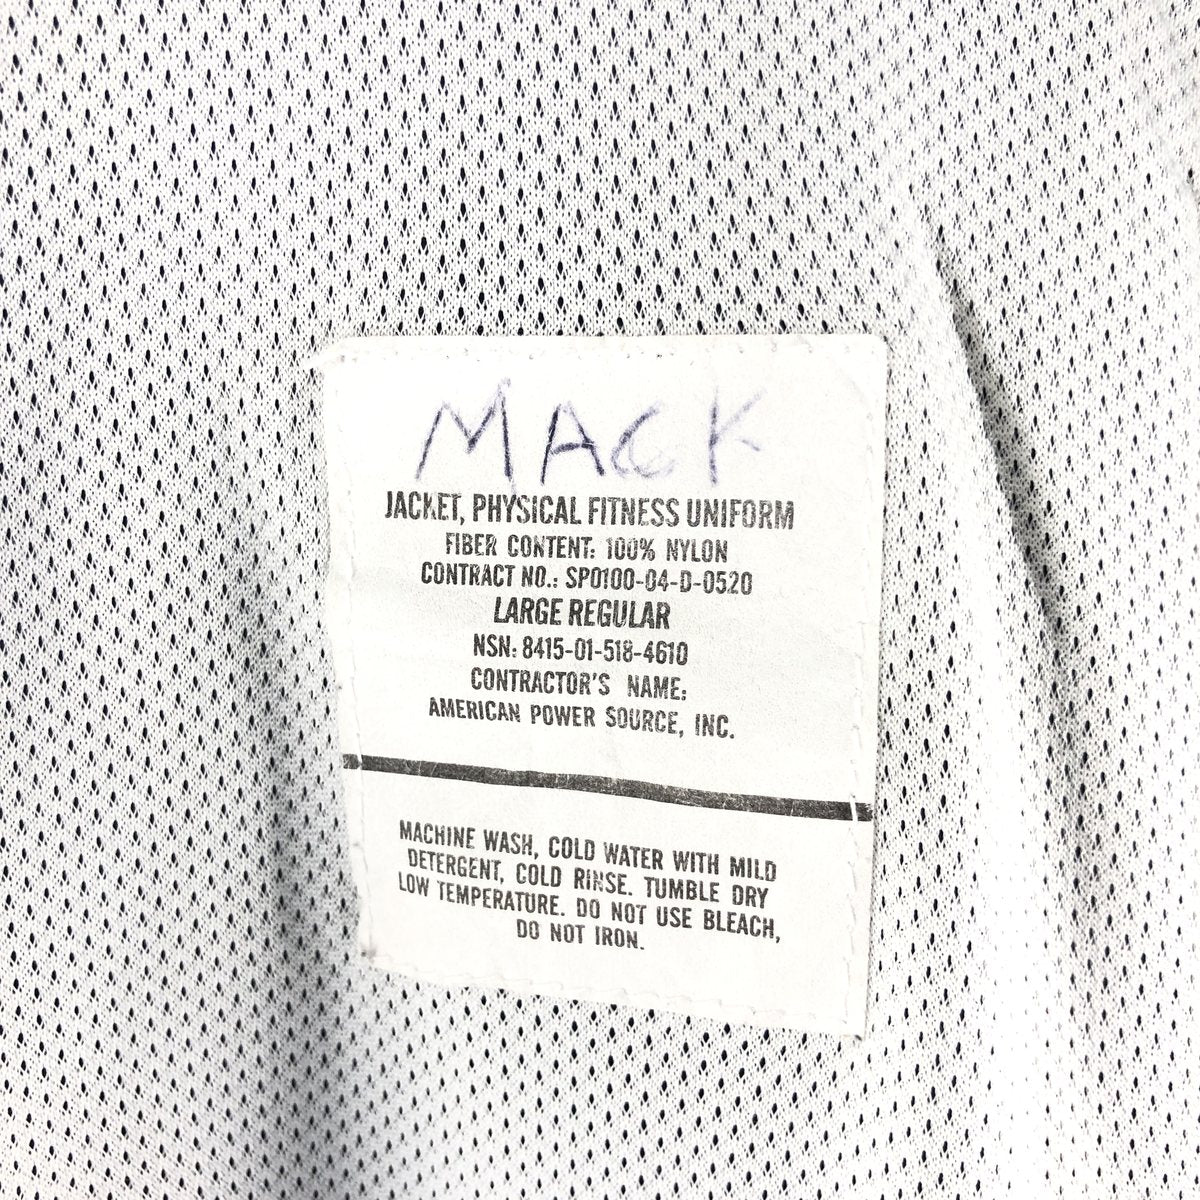 MACK
JACKET, PHYSICAL FITNESS UNIFORM
FIBER CONTENT: 100% NYLON
CONTRACT NO.: SP0100-04-D-0520
LARGE REGULAR
NSN: 8415-01-518-4610
CONTRACTOR'S NAME:
AMERICAN POWER SOURCE, INC.
MACHINE WASH, COLD WATER WITH MILD
DETERGENT, COLD RINSE. TUMBLE DRY
LOW TEMPERATURE. DO NOT USE BLEACH,
DO NOT IRON.